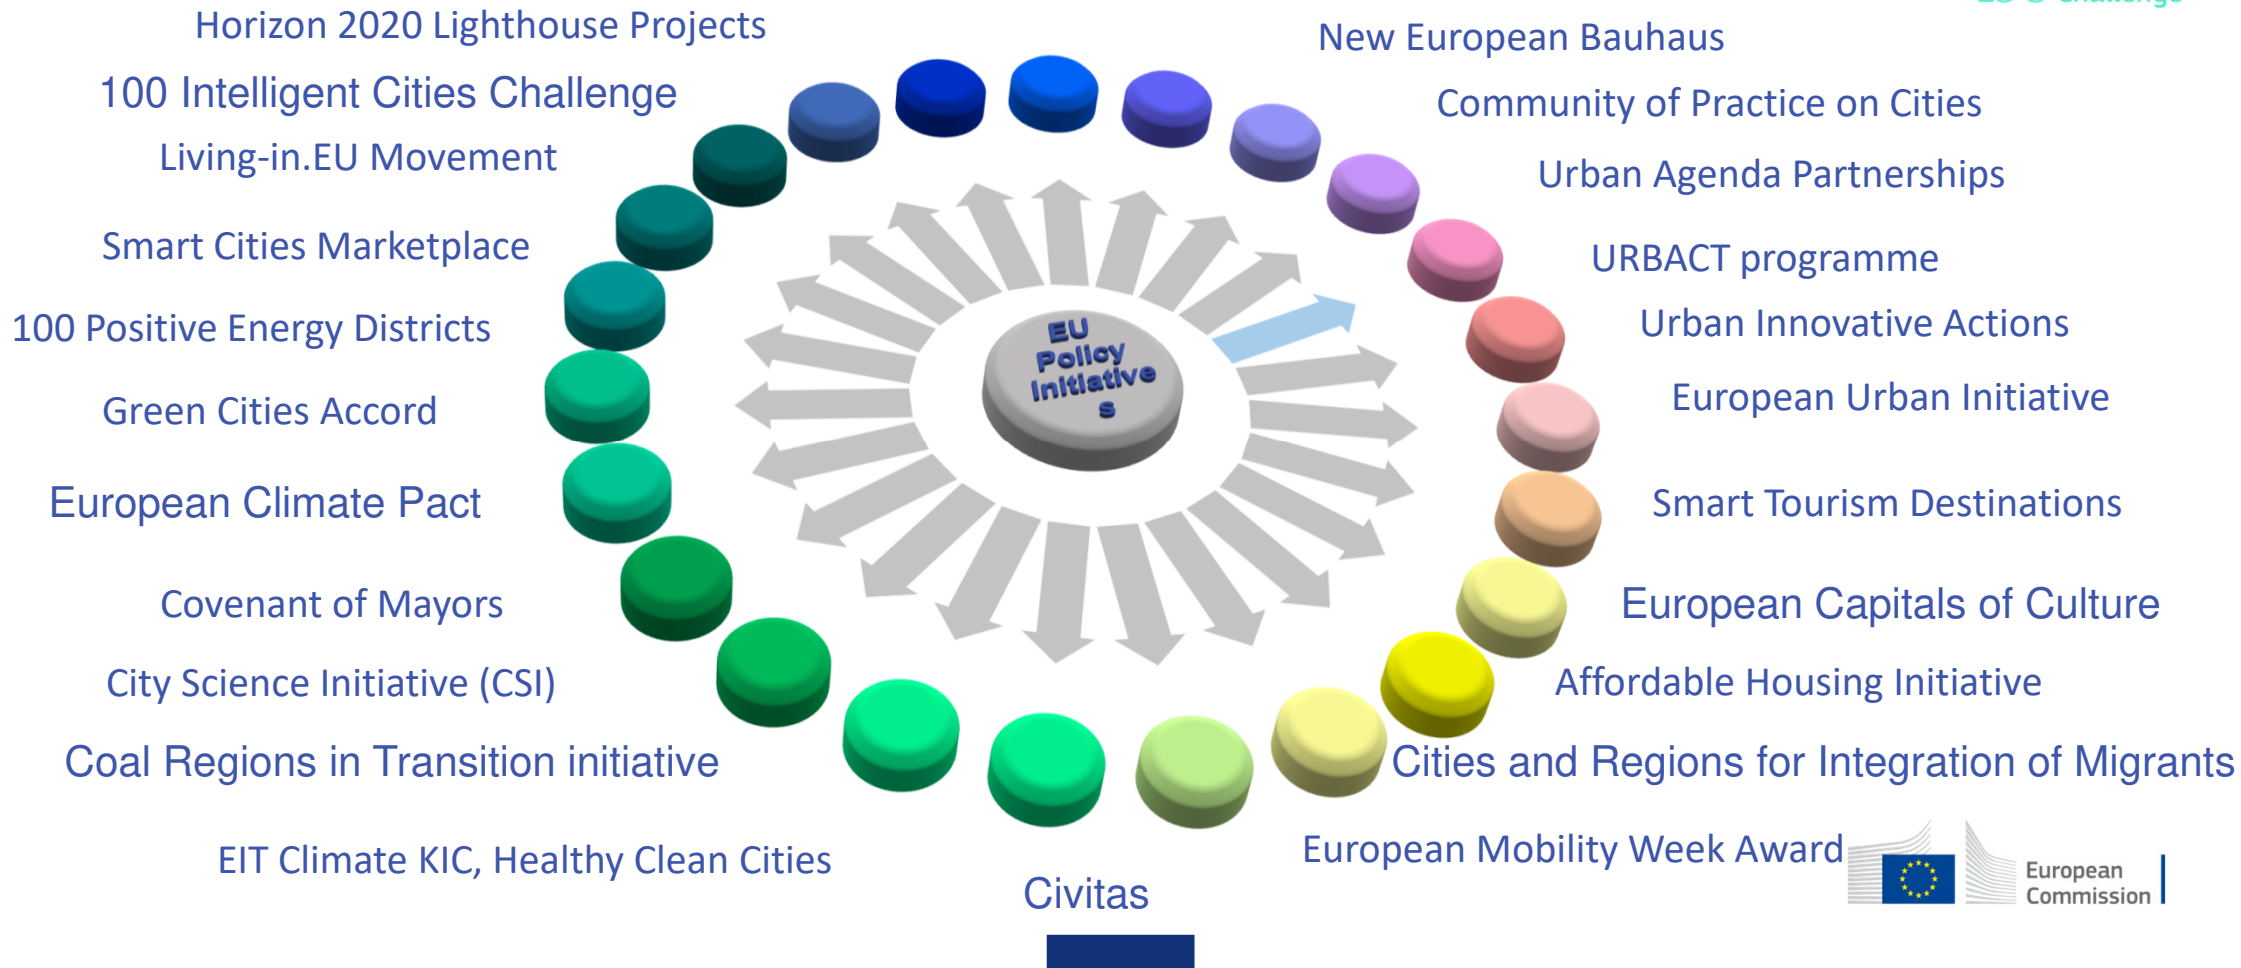 Challenge
Horizon 2020 Lighthouse Projects
New European Bauhaus
100 Intelligent Cities Challenge
Community of Practice on Cities
Living-in.EU Movement
Urban Agenda Partnerships
Smart Cities Marketplace
URBACT programme
100 Positive Energy Districts
Urban Innovative Actions
EU
Policy
Initiative
s
Green Cities Accord
European Urban Initiative
European Climate Pact
Smart Tourism Destinations
Covenant of Mayors
European Capitals of Culture
City Science Initiative (CSI)
Affordable Housing Initiative
Coal Regions in Transition initiative
Cities and Regions for Integration of Migrants
EIT Climate KIC, Healthy Clean Cities
European Mobility Week Award
Civitas
European
Commission